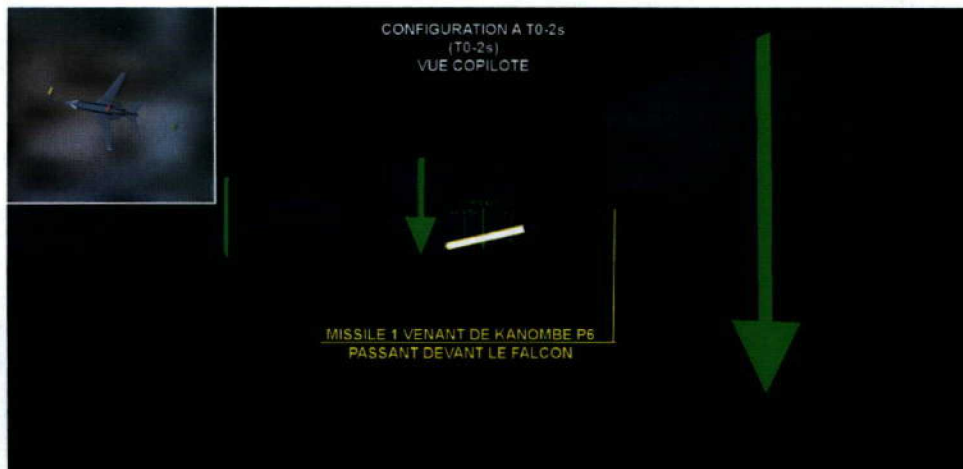 CONFIGURATION A T0-2s
(T0-2s)
VUE COPILOTE
MISSILE 1 VENANT DE KANOMBE P6
PASSANT DEVANT LE FALCON